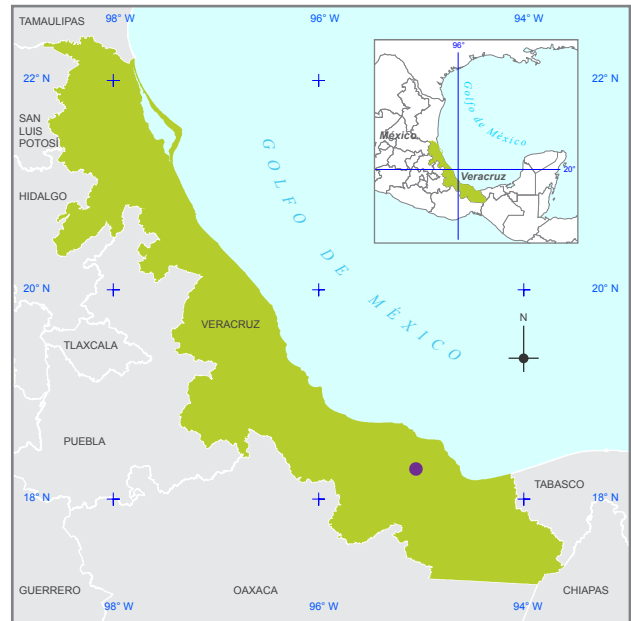 TAMAULIPAS
98° W
96° W
94° W
22° N
22° N
96°
Golfo de México
México
20°
Veracruz
SAN
LUIS
POTOSÍ
HIDALGO
GOLFO DE MÉXICO
20° N
20° N
VERACRUZ
N
TLAXCALA
PUEBLA
TABASCO
18° N
18° N
GUERRERO
OAXACA
CHIAPAS
98° W
96° W
94° W